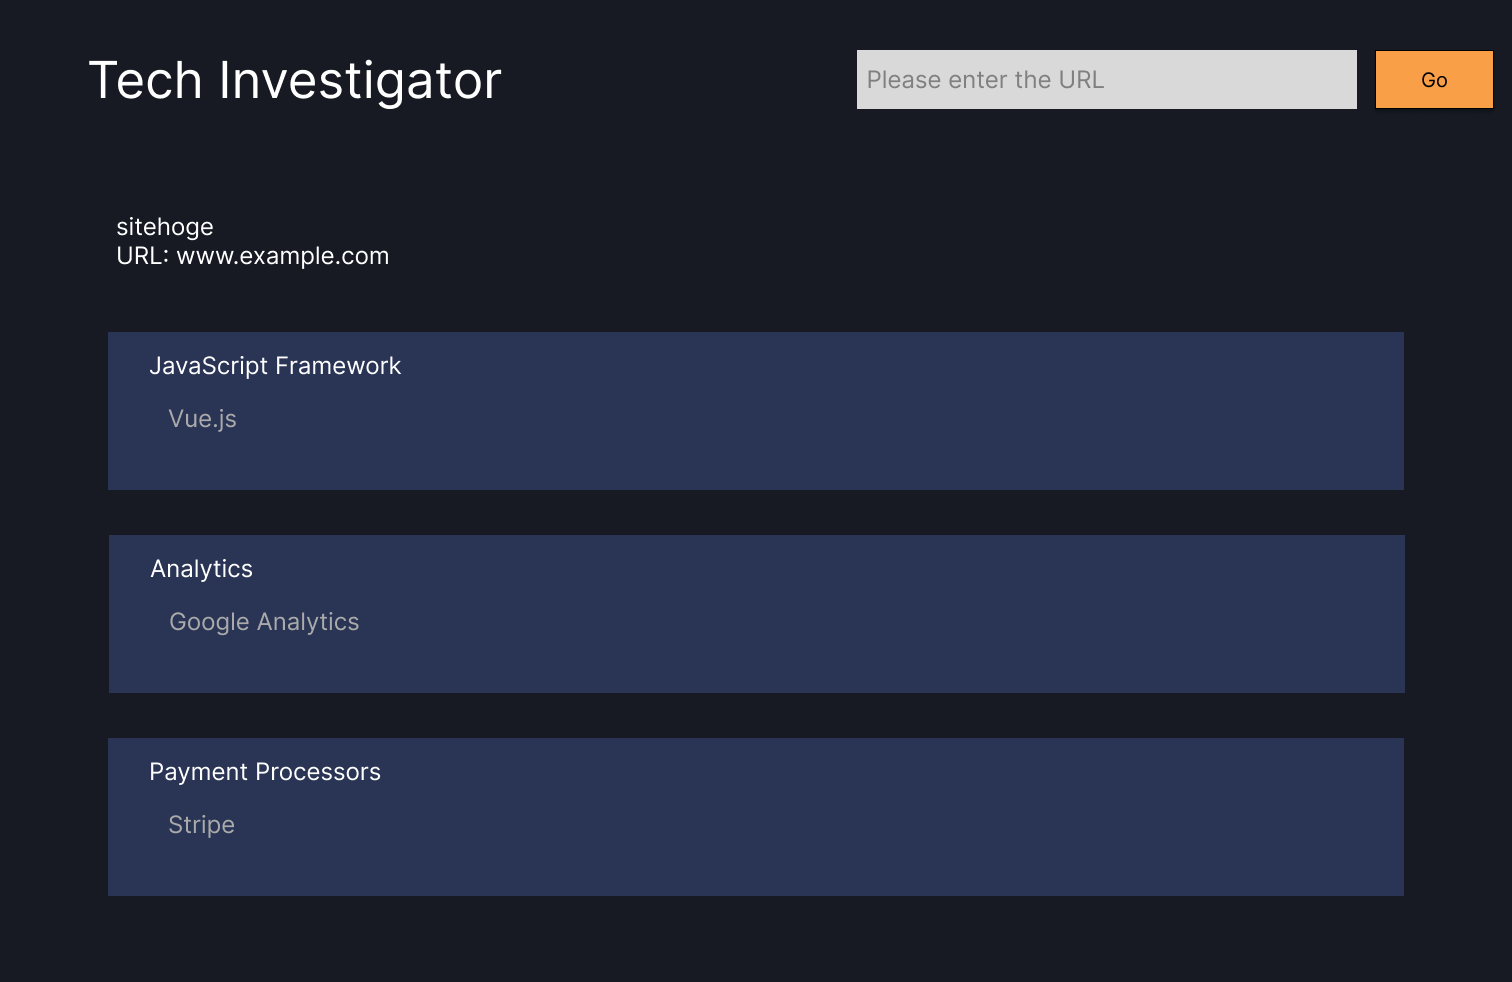 Tech Investigator
Please enter the URL
Go
sitehoge
URL: www.example.com
JavaScript Framework
Vue.js
Analytics
Google Analytics
Payment Processors
Stripe